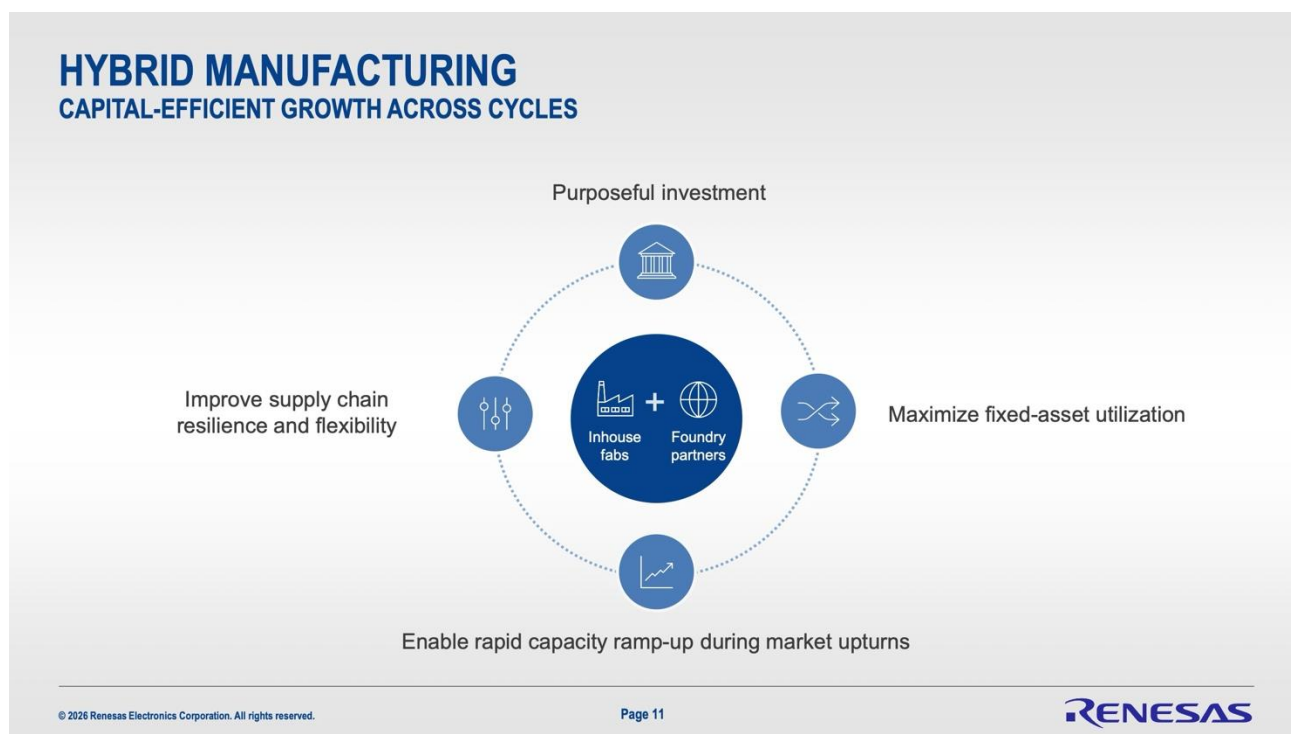 HYBRID MANUFACTURING
CAPITAL-EFFICIENT GROWTH ACROSS CYCLES
Purposeful investment
Improve supply chain
resilience and flexibility
Inhouse
fabs
+
Foundry
partners
Maximize fixed-asset utilization
Enable rapid capacity ramp-up during market upturns
© 2026 Renesas Electronics Corporation. All rights reserved.
Page 11
RENESAS